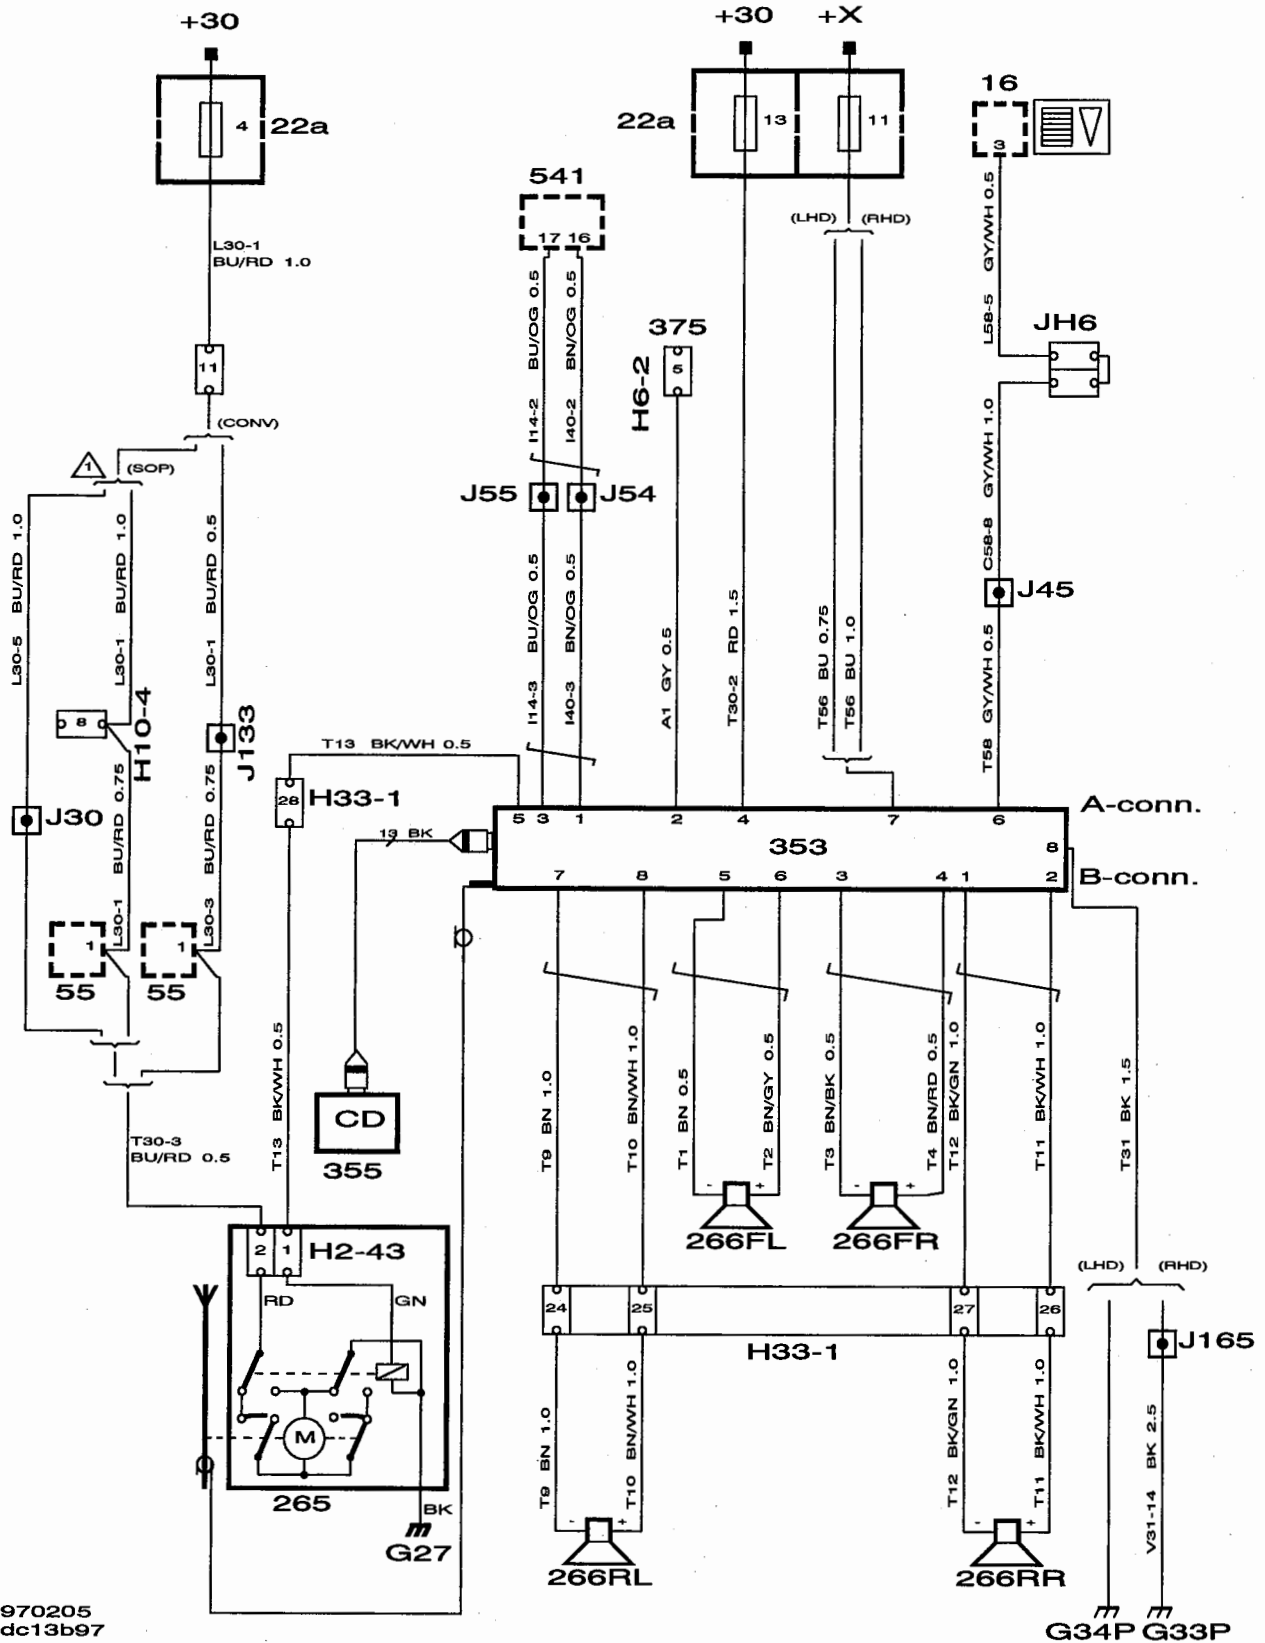 +30
+30 +X
4 22a
22a 13 11
16
3
541
17 16
(LHD) (RHD)
L30-1
BU/RD 1.0
GY/WH 0.5
L58-5
BU/OG 0.5
I14-2
BN/OG 0.5
I40-2
375
5
H6-2
JH6
11
(CONV)
1 (SOP)
GY/WH 1.0
C58-8
J55 J54
J45
L30-5 BU/RD 1.0
L30-1 BU/RD 1.0
L30-1 BU/RD 0.5
I14-3 BU/OG 0.5
I40-3 BN/OG 0.5
A1 GY 0.5
T30-2 RD 1.5
T56 BU 0.75
T56 BU 1.0
T58 GY/WH 0.5
8
H10-4
J133
T13 BK/WH 0.5
28 H33-1
J30
L30-1 BU/RD 0.75
L30-3 BU/RD 0.75
A-conn.
5 3 1 2 4 7 6
13 BK
353
8
7 8 5 6 3 4 1 2
B-conn.
1 1
55 55
T13 BK/WH 0.5
T9 BN 1.0
T10 BN/WH 1.0
T1 BN 0.5
T2 BN/GY 0.5
T3 BN/BK 0.5
T4 BN/RD 0.5
T12 BK/GN 1.0
T11 BK/WH 1.0
T31 BK 1.5
CD
355
T30-3
BU/RD 0.5
- + - +
266FL 266FR
2 1 H2-43
(LHD) (RHD)
RD GN
24 25 27 26
H33-1
J165
M
T9 BN 1.0
T10 BN/WH 1.0
T12 BK/GN 1.0
T11 BK/WH 1.0
V31-14 BK 2.5
265
BK
G27
- + - +
266RL 266RR
970205
dc13b97
G34P G33P